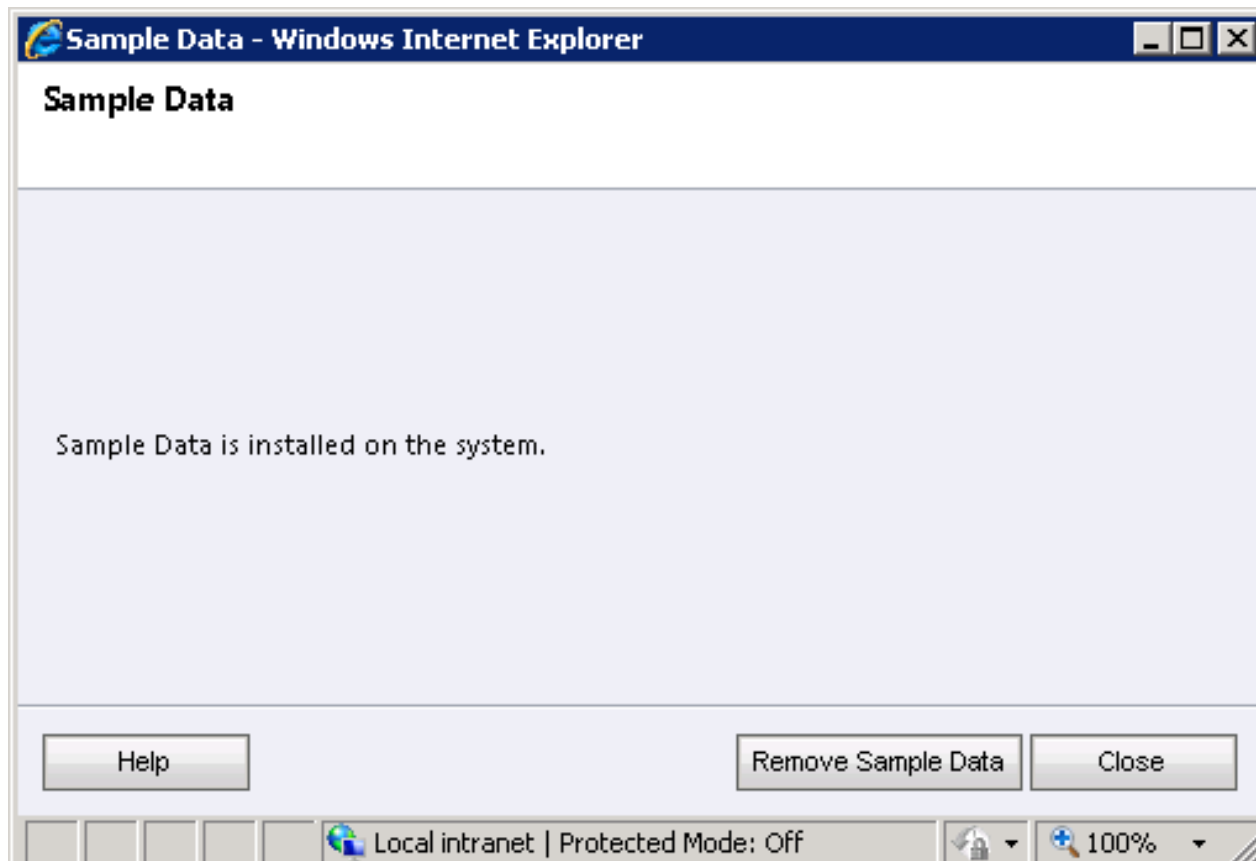 Sample Data - Windows Internet Explorer
Sample Data
Sample Data is installed on the system.
Help
Remove Sample Data
Close
Local intranet | Protected Mode: Off
100%